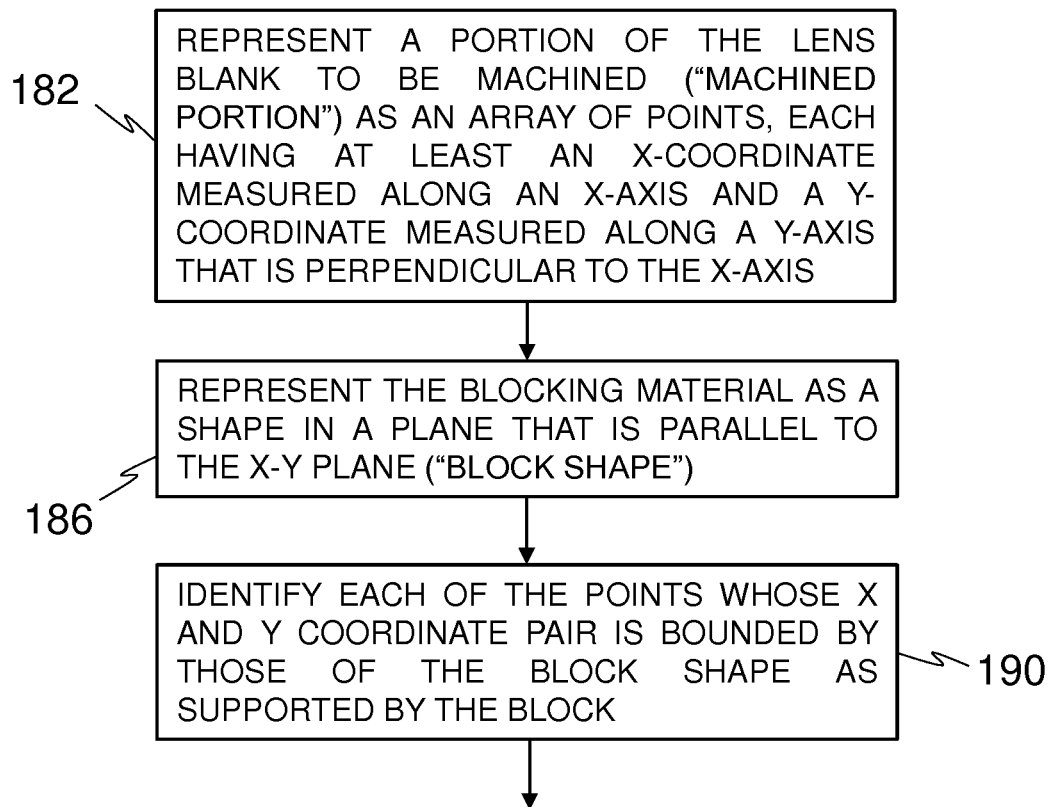 182
REPRESENT A PORTION OF THE LENS
BLANK TO BE MACHINED (“MACHINED
PORTION”) AS AN ARRAY OF POINTS, EACH
HAVING AT LEAST AN X-COORDINATE
MEASURED ALONG AN X-AXIS AND A Y-
COORDINATE MEASURED ALONG A Y-AXIS
THAT IS PERPENDICULAR TO THE X-AXIS
REPRESENT THE BLOCKING MATERIAL AS A
SHAPE IN A PLANE THAT IS PARALLEL TO
THE X-Y PLANE (“BLOCK SHAPE”)
186
IDENTIFY EACH OF THE POINTS WHOSE X
AND Y COORDINATE PAIR IS BOUNDED BY
THOSE OF THE BLOCK SHAPE AS
SUPPORTED BY THE BLOCK
190